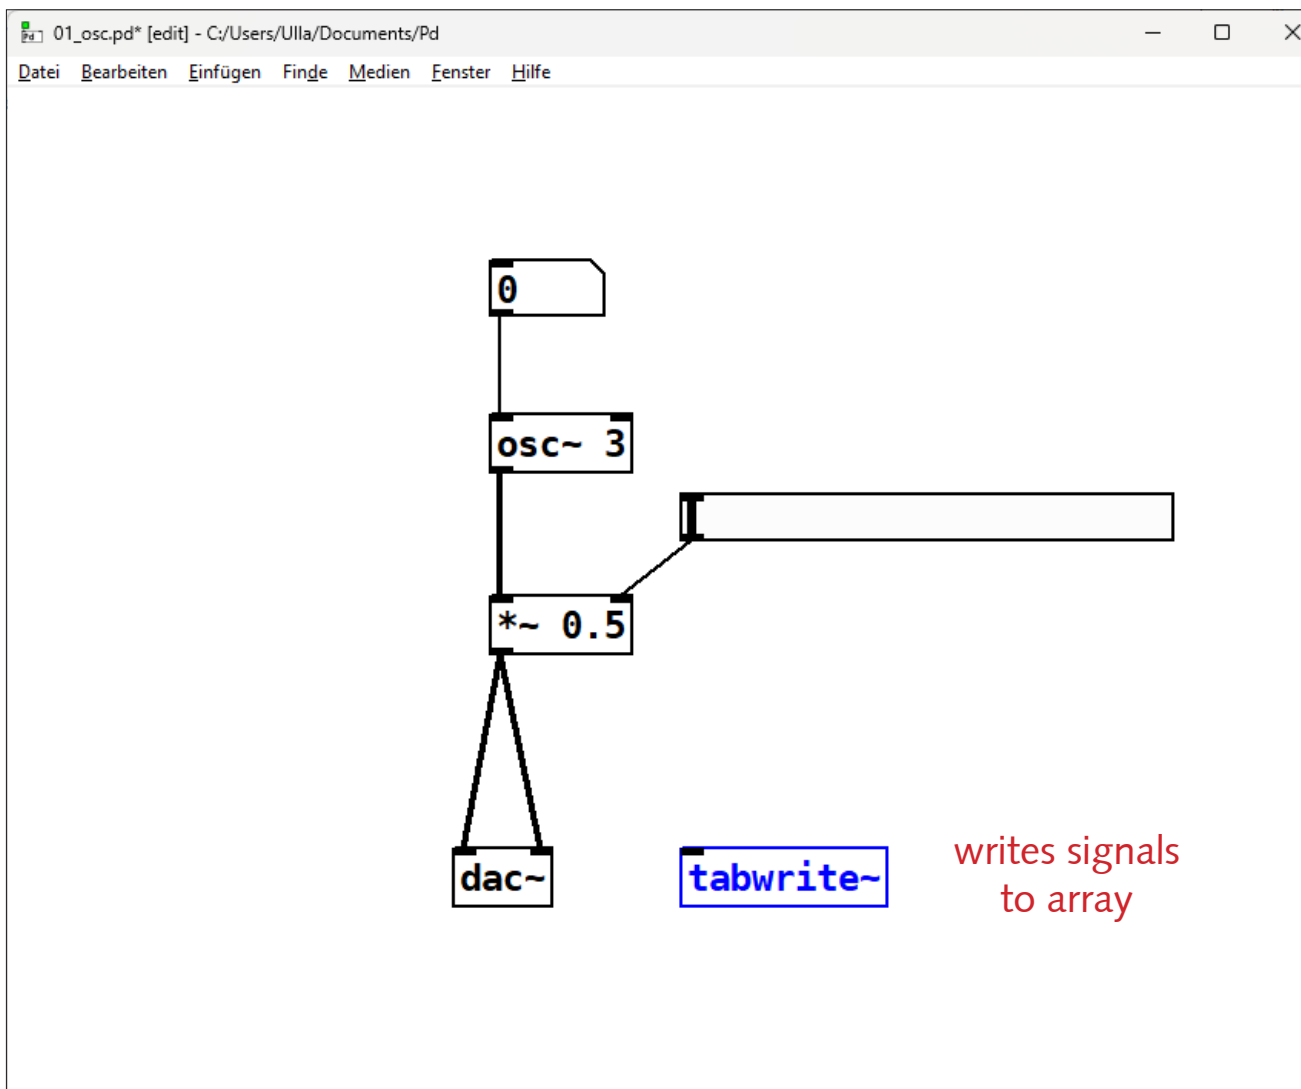 01_osc.pd* [edit] - C:/Users/Ulla/Documents/Pd
Datei Bearbeiten Einfügen Finde Medien Fenster Hilfe
0
osc~ 3
*~ 0.5
dac~
tabwrite~
writes signals
to array